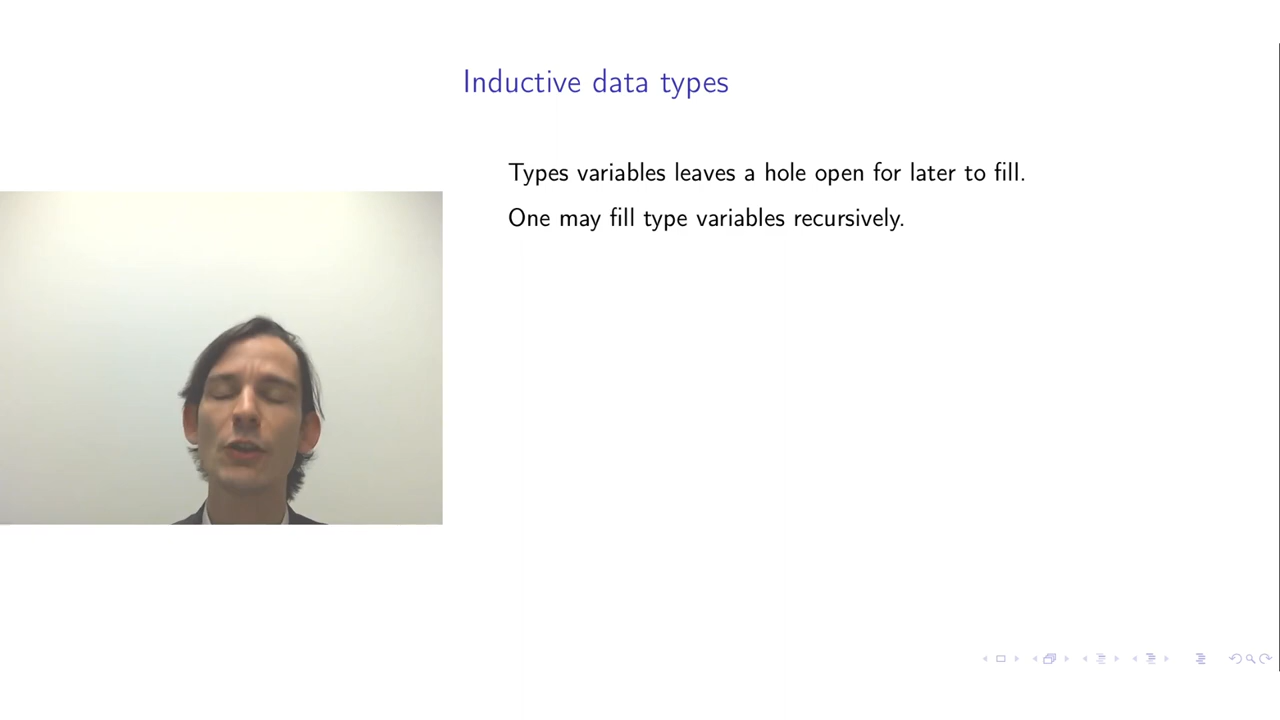 Inductive data types
Types variables leaves a hole open for later to fill.
One may fill type variables recursively.